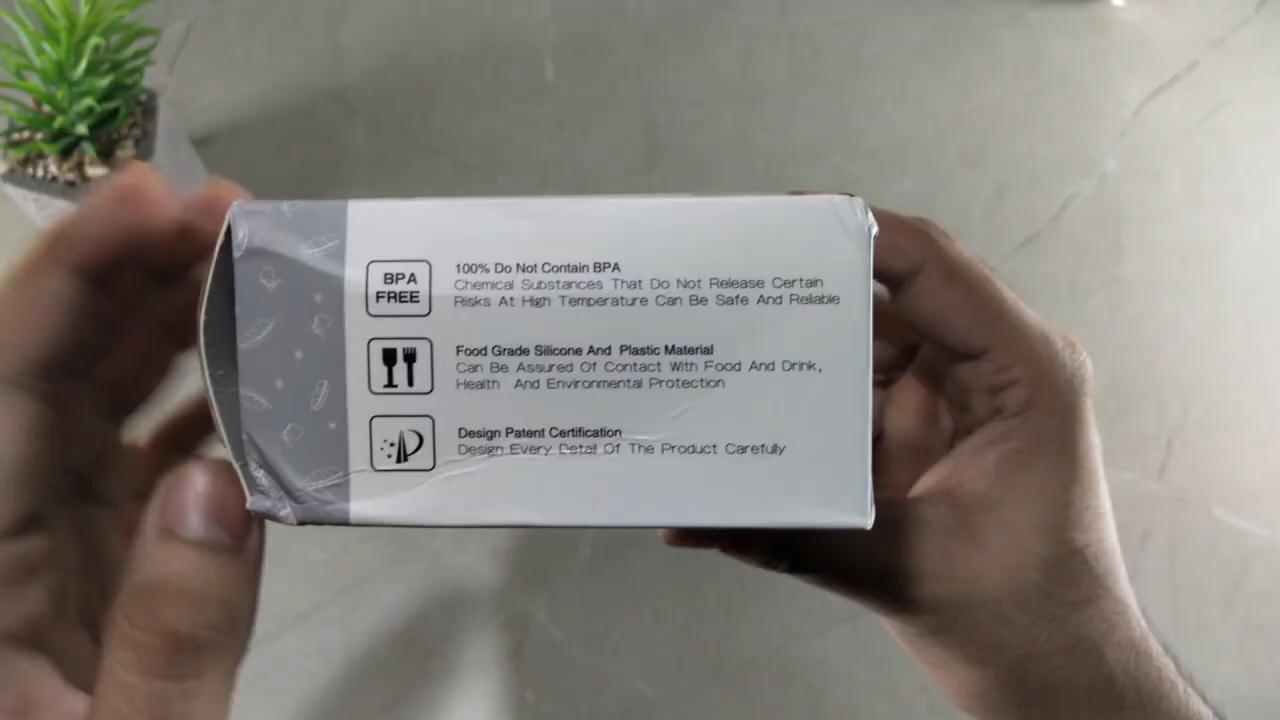 BPA
FREE
100% Do Not Contain BPA
Chemical Substances That Do Not Release Certain
Risks At High Temperature Can Be Safe And Reliable
Food Grade Silicone And Plastic Material
Can Be Assured Of Contact With Food And Drink,
Health And Environmental Protection
Design Patent Certification
Design Every Detail Of The Product Carefully